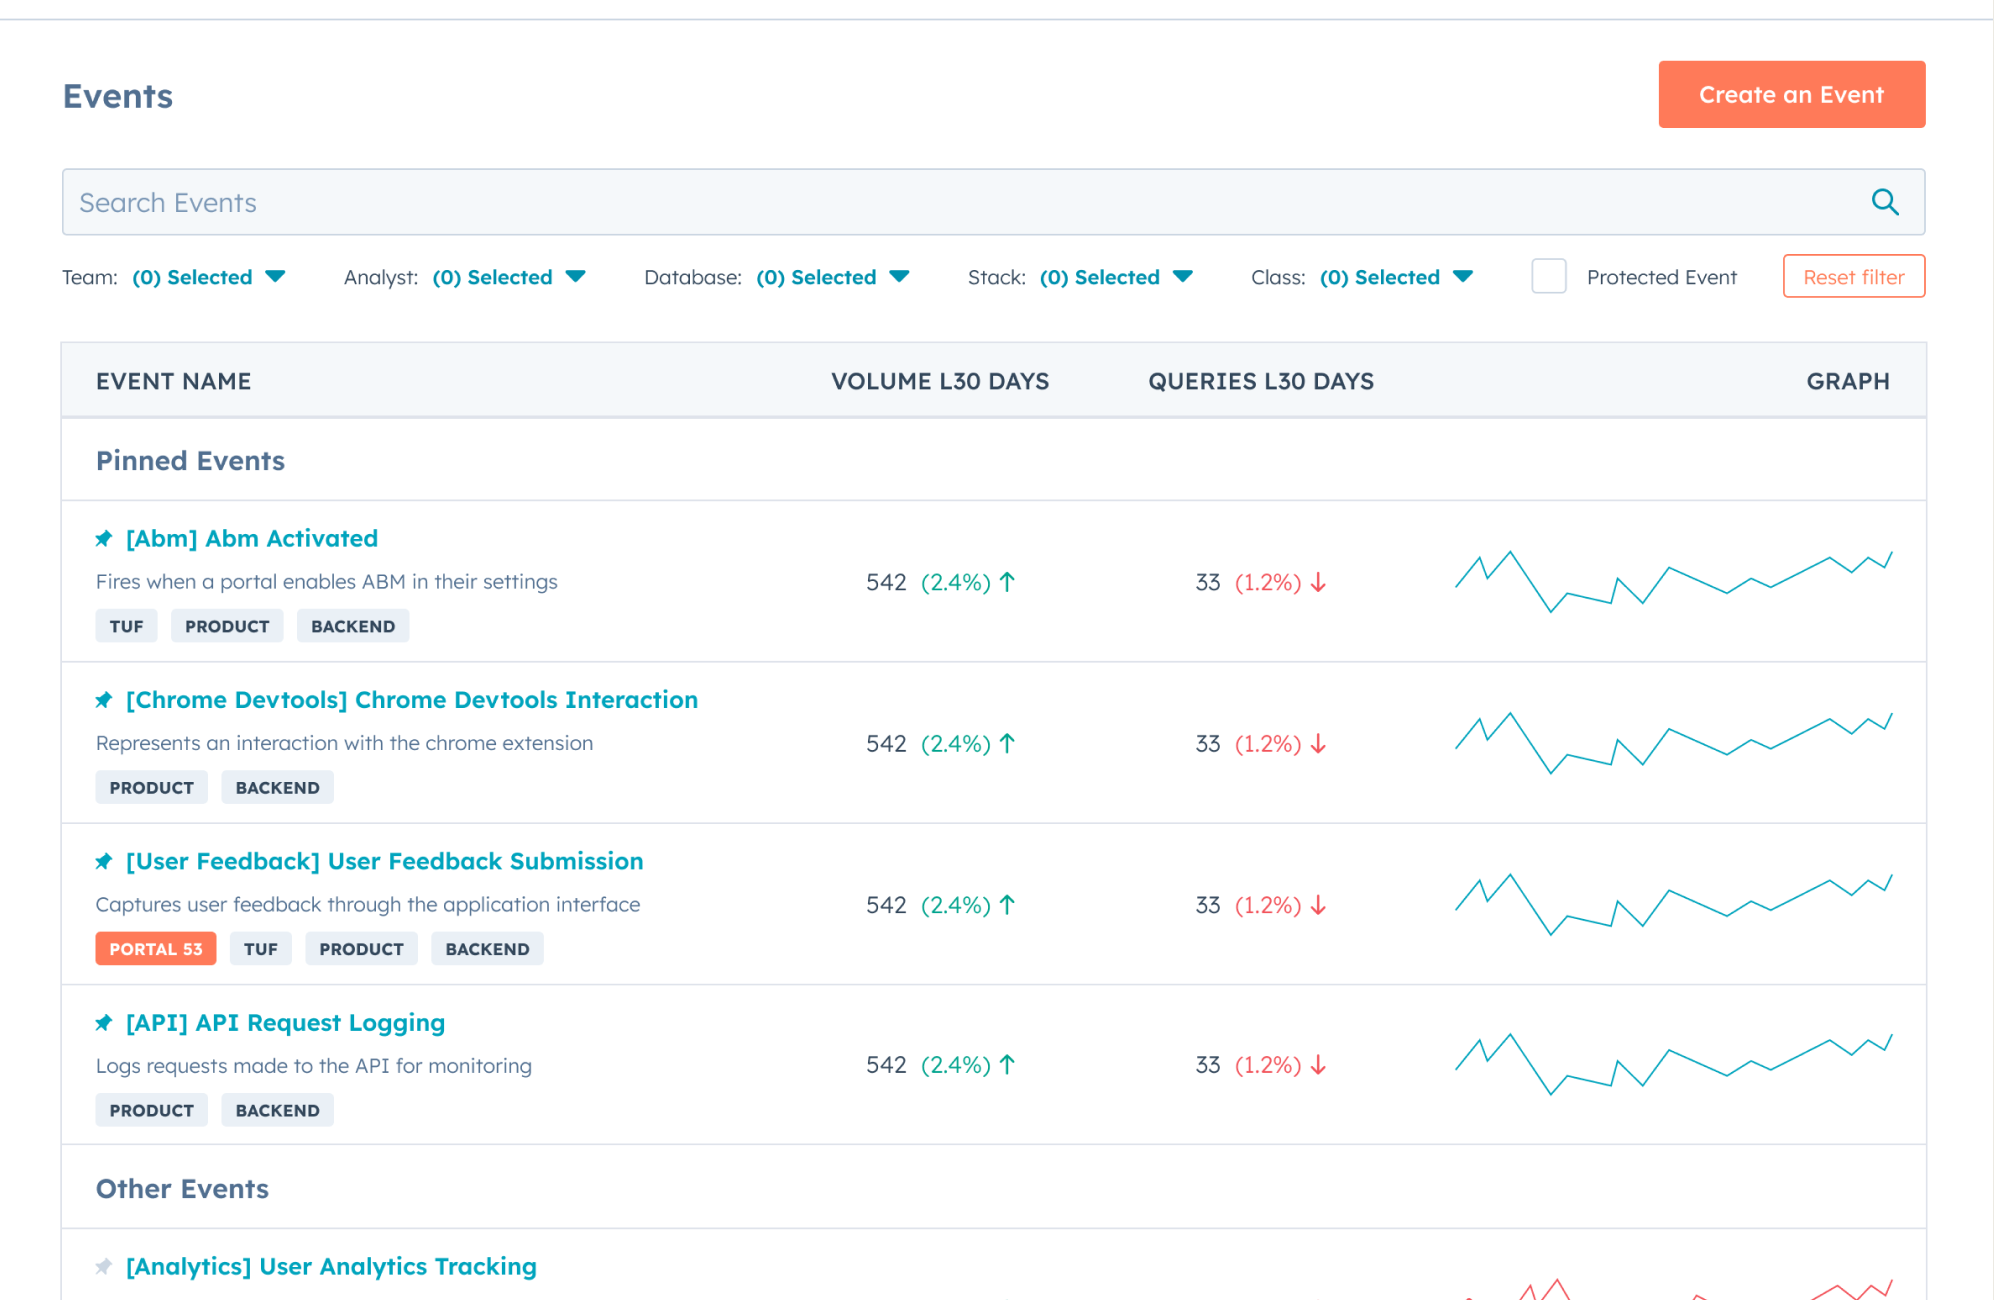 Events
Create an Event
Search Events
Team: (0) Selected Analyst: (0) Selected Database: (0) Selected Stack: (0) Selected Class: (0) Selected Protected Event Reset filter
EVENT NAME VOLUME L30 DAYS QUERIES L30 DAYS GRAPH
Pinned Events
[Abm] Abm Activated
Fires when a portal enables ABM in their settings
542 (2.4%) ↑ 33 (1.2%) ↓
TUF PRODUCT BACKEND
[Chrome Devtools] Chrome Devtools Interaction
Represents an interaction with the chrome extension
542 (2.4%) ↑ 33 (1.2%) ↓
PRODUCT BACKEND
[User Feedback] User Feedback Submission
Captures user feedback through the application interface
542 (2.4%) ↑ 33 (1.2%) ↓
PORTAL 53 TUF PRODUCT BACKEND
[API] API Request Logging
Logs requests made to the API for monitoring
542 (2.4%) ↑ 33 (1.2%) ↓
PRODUCT BACKEND
Other Events
[Analytics] User Analytics Tracking